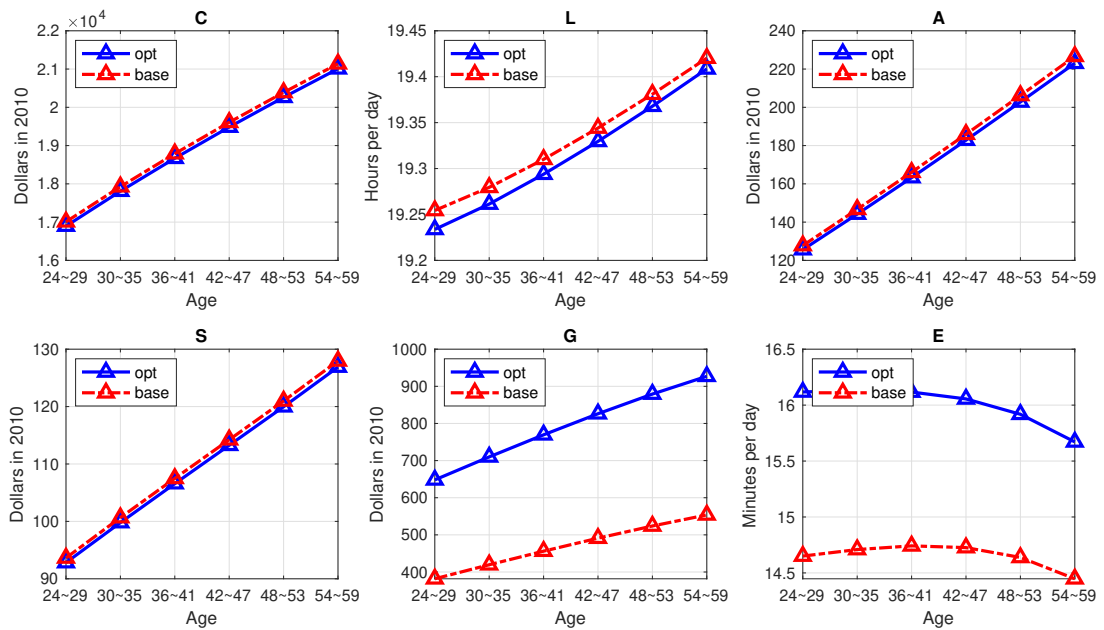 C
×10⁴
2.2
2.1
2
1.9
1.8
1.7
1.6
Dollars in 2010
opt
base
24~29 30~35 36~41 42~47 48~53 54~59
Age
L
19.45
19.4
19.35
19.3
19.25
19.2
Hours per day
opt
base
24~29 30~35 36~41 42~47 48~53 54~59
Age
A
240
220
200
180
160
140
120
Dollars in 2010
opt
base
24~29 30~35 36~41 42~47 48~53 54~59
Age
S
130
120
110
100
90
Dollars in 2010
opt
base
24~29 30~35 36~41 42~47 48~53 54~59
Age
G
1000
900
800
700
600
500
400
Dollars in 2010
opt
base
24~29 30~35 36~41 42~47 48~53 54~59
Age
E
16.5
16
15.5
15
14.5
Minutes per day
opt
base
24~29 30~35 36~41 42~47 48~53 54~59
Age